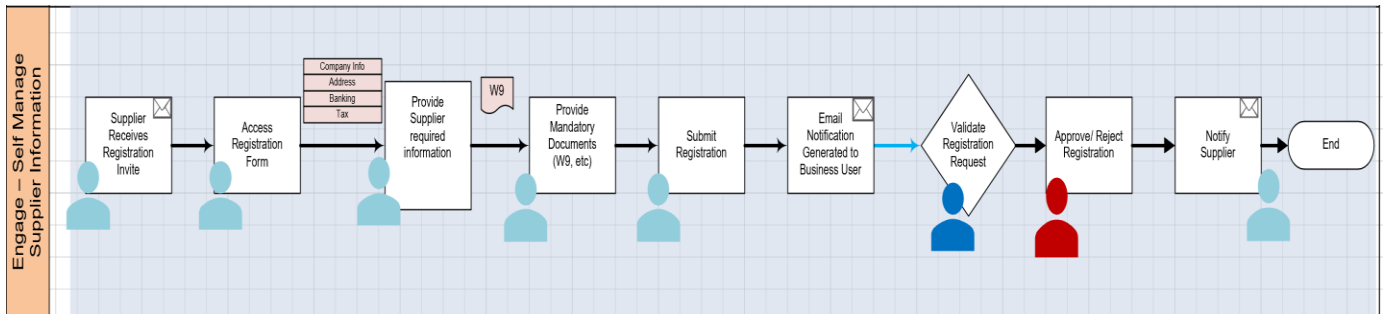 Engage – Self Manage
Supplier Information
Supplier
Receives
Registration
Invite
Access
Registration
Form
Company Info
Address
Banking
Tax
Provide
Supplier
required
information
W9
Provide
Mandatory
Documents
(W9, etc)
Submit
Registration
Email
Notification
Generated to
Business User
Validate
Registration
Request
Approve/ Reject
Registration
Notify
Supplier
End